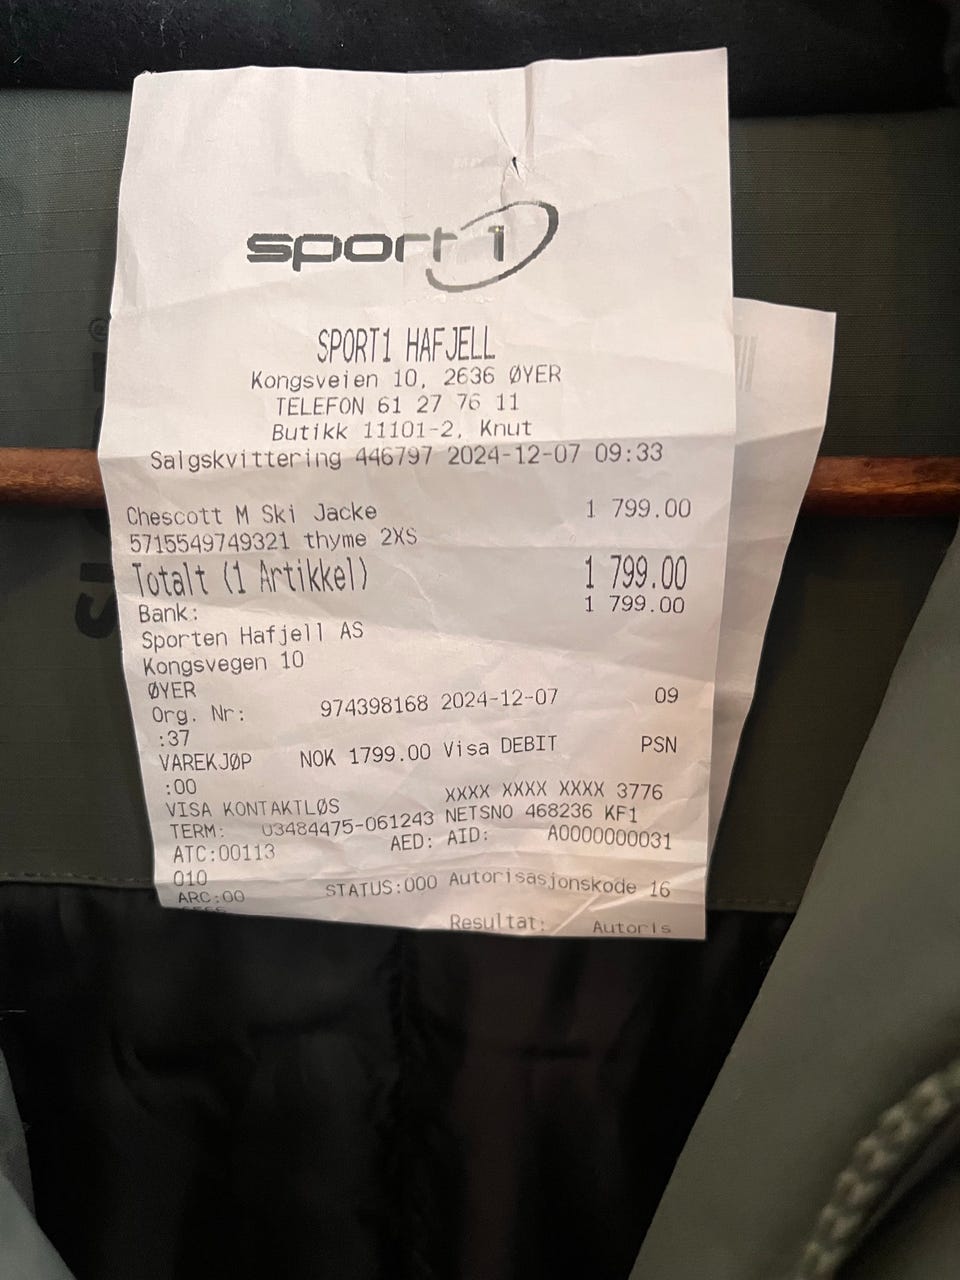 sport 1
SPORT1 HAFJELL
Kongsveien 10, 2636 ØYER
TELEFON 61 27 76 11
Butikk 11101-2, Knut
Salgskvittering 446797 2024-12-07 09:33
Chescott M Ski Jacke 1 799.00
5715549749321 thyme 2XS
Totalt (1 Artikkel) 1 799.00
Bank: 1 799.00
Sporten Hafjell AS
Kongsvegen 10
ØYER
Org. Nr: 974398168 2024-12-07 09
:37
VAREKJØP NOK 1799.00 Visa DEBIT PSN
:00
VISA KONTAKTLØS XXXX XXXX XXXX 3776
TERM: 03484475-061243 NETSNO 468236 KF1
ATC:00113 AED: AID: A0000000031
010
ARC:00 STATUS:000 Autorisasjonskode 16
Resultat: Autoris